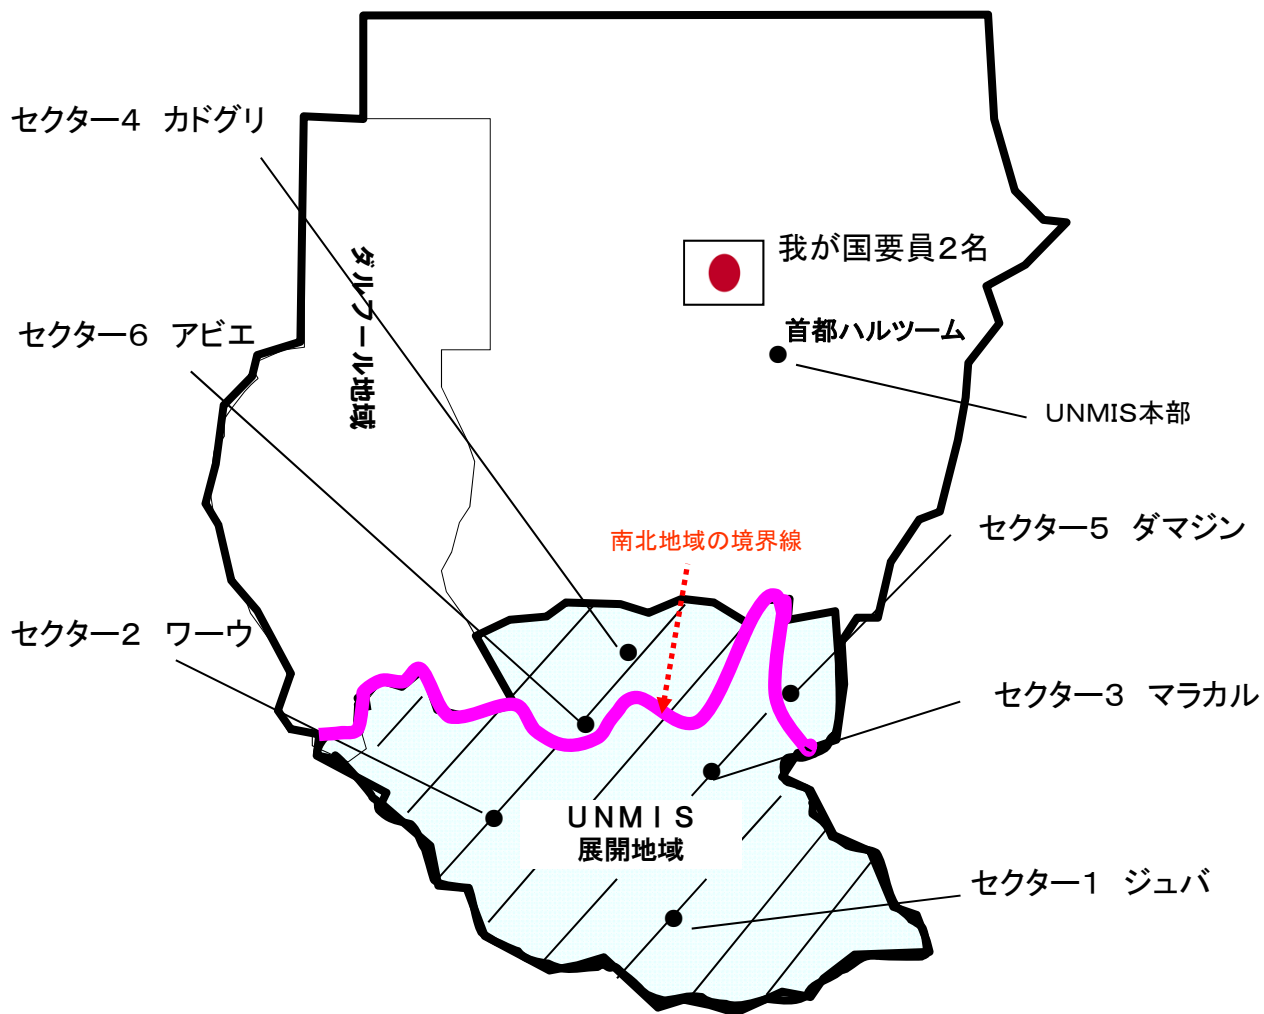 セクター4　カドグリ
我が国要員2名
ダルフール地域
セクター6　アビエ
首都ハルツーム
UNMIS本部
セクター5　ダマジン
南北地域の境界線
セクター2　ワーウ
セクター3　マラカル
UNMIS
展開地域
セクター1　ジュバ